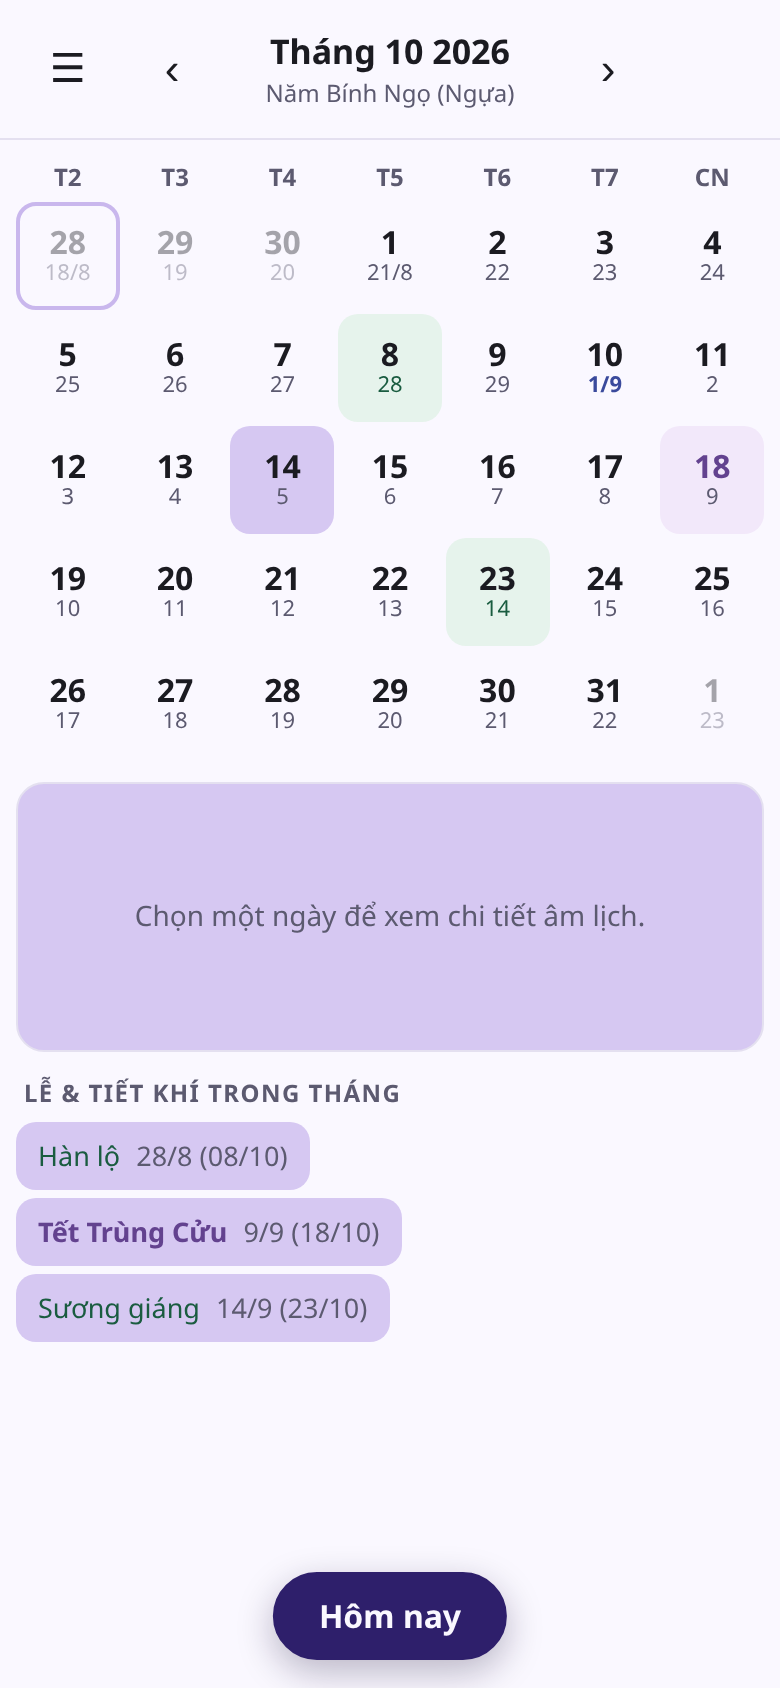 ☰ ‹ Tháng 10 2026 ›
Năm Bính Ngọ (Ngựa)
T2 T3 T4 T5 T6 T7 CN
28 29 30 1 2 3 4
18/8 19 20 21/8 22 23 24
5 6 7 8 9 10 11
25 26 27 28 29 1/9 2
12 13 14 15 16 17 18
3 4 5 6 7 8 9
19 20 21 22 23 24 25
10 11 12 13 14 15 16
26 27 28 29 30 31 1
17 18 19 20 21 22 23
Chọn một ngày để xem chi tiết âm lịch.
LỄ & TIẾT KHÍ TRONG THÁNG
Hàn lộ 28/8 (08/10)
Tết Trùng Cửu 9/9 (18/10)
Sương giáng 14/9 (23/10)
Hôm nay